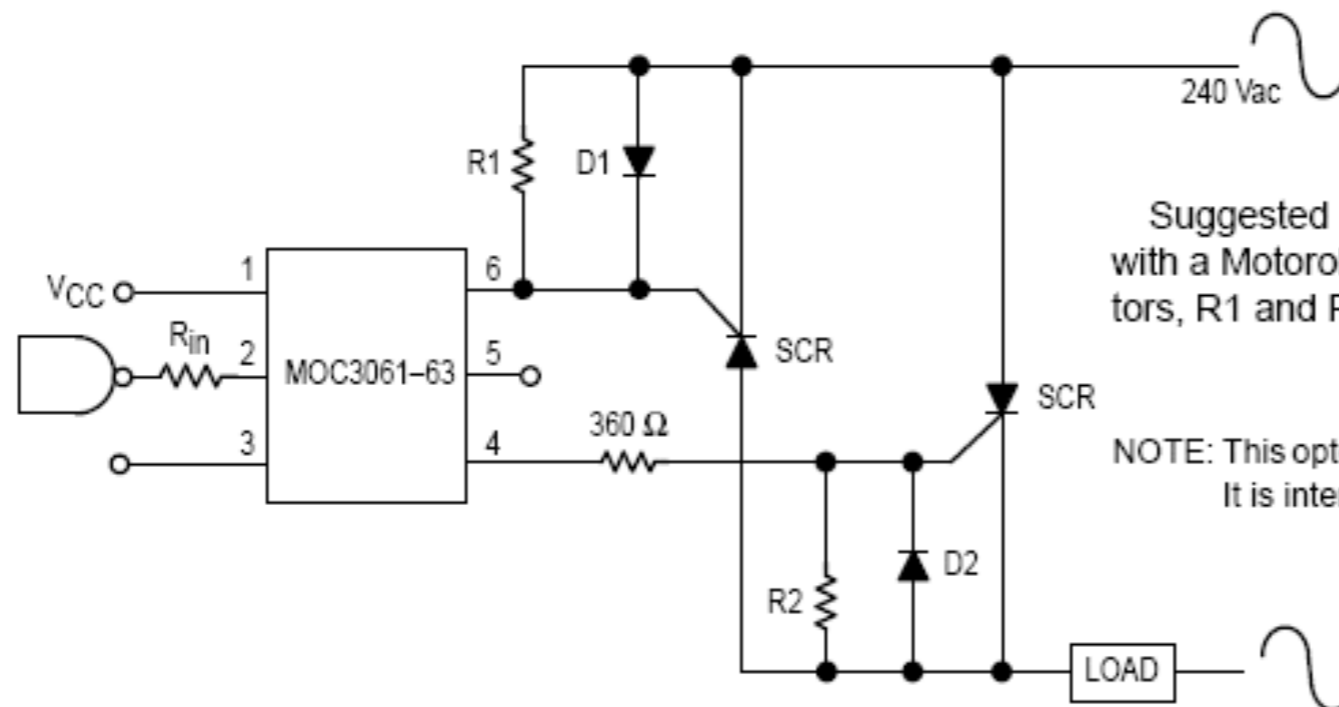 240 Vac
R1
D1
Suggested
with a Motorol
tors, R1 and
VCC
1
6
Rin
2
MOC3061–63
5
SCR
SCR
3
4
360 Ω
NOTE: This opt
It is inter
R2
D2
LOAD